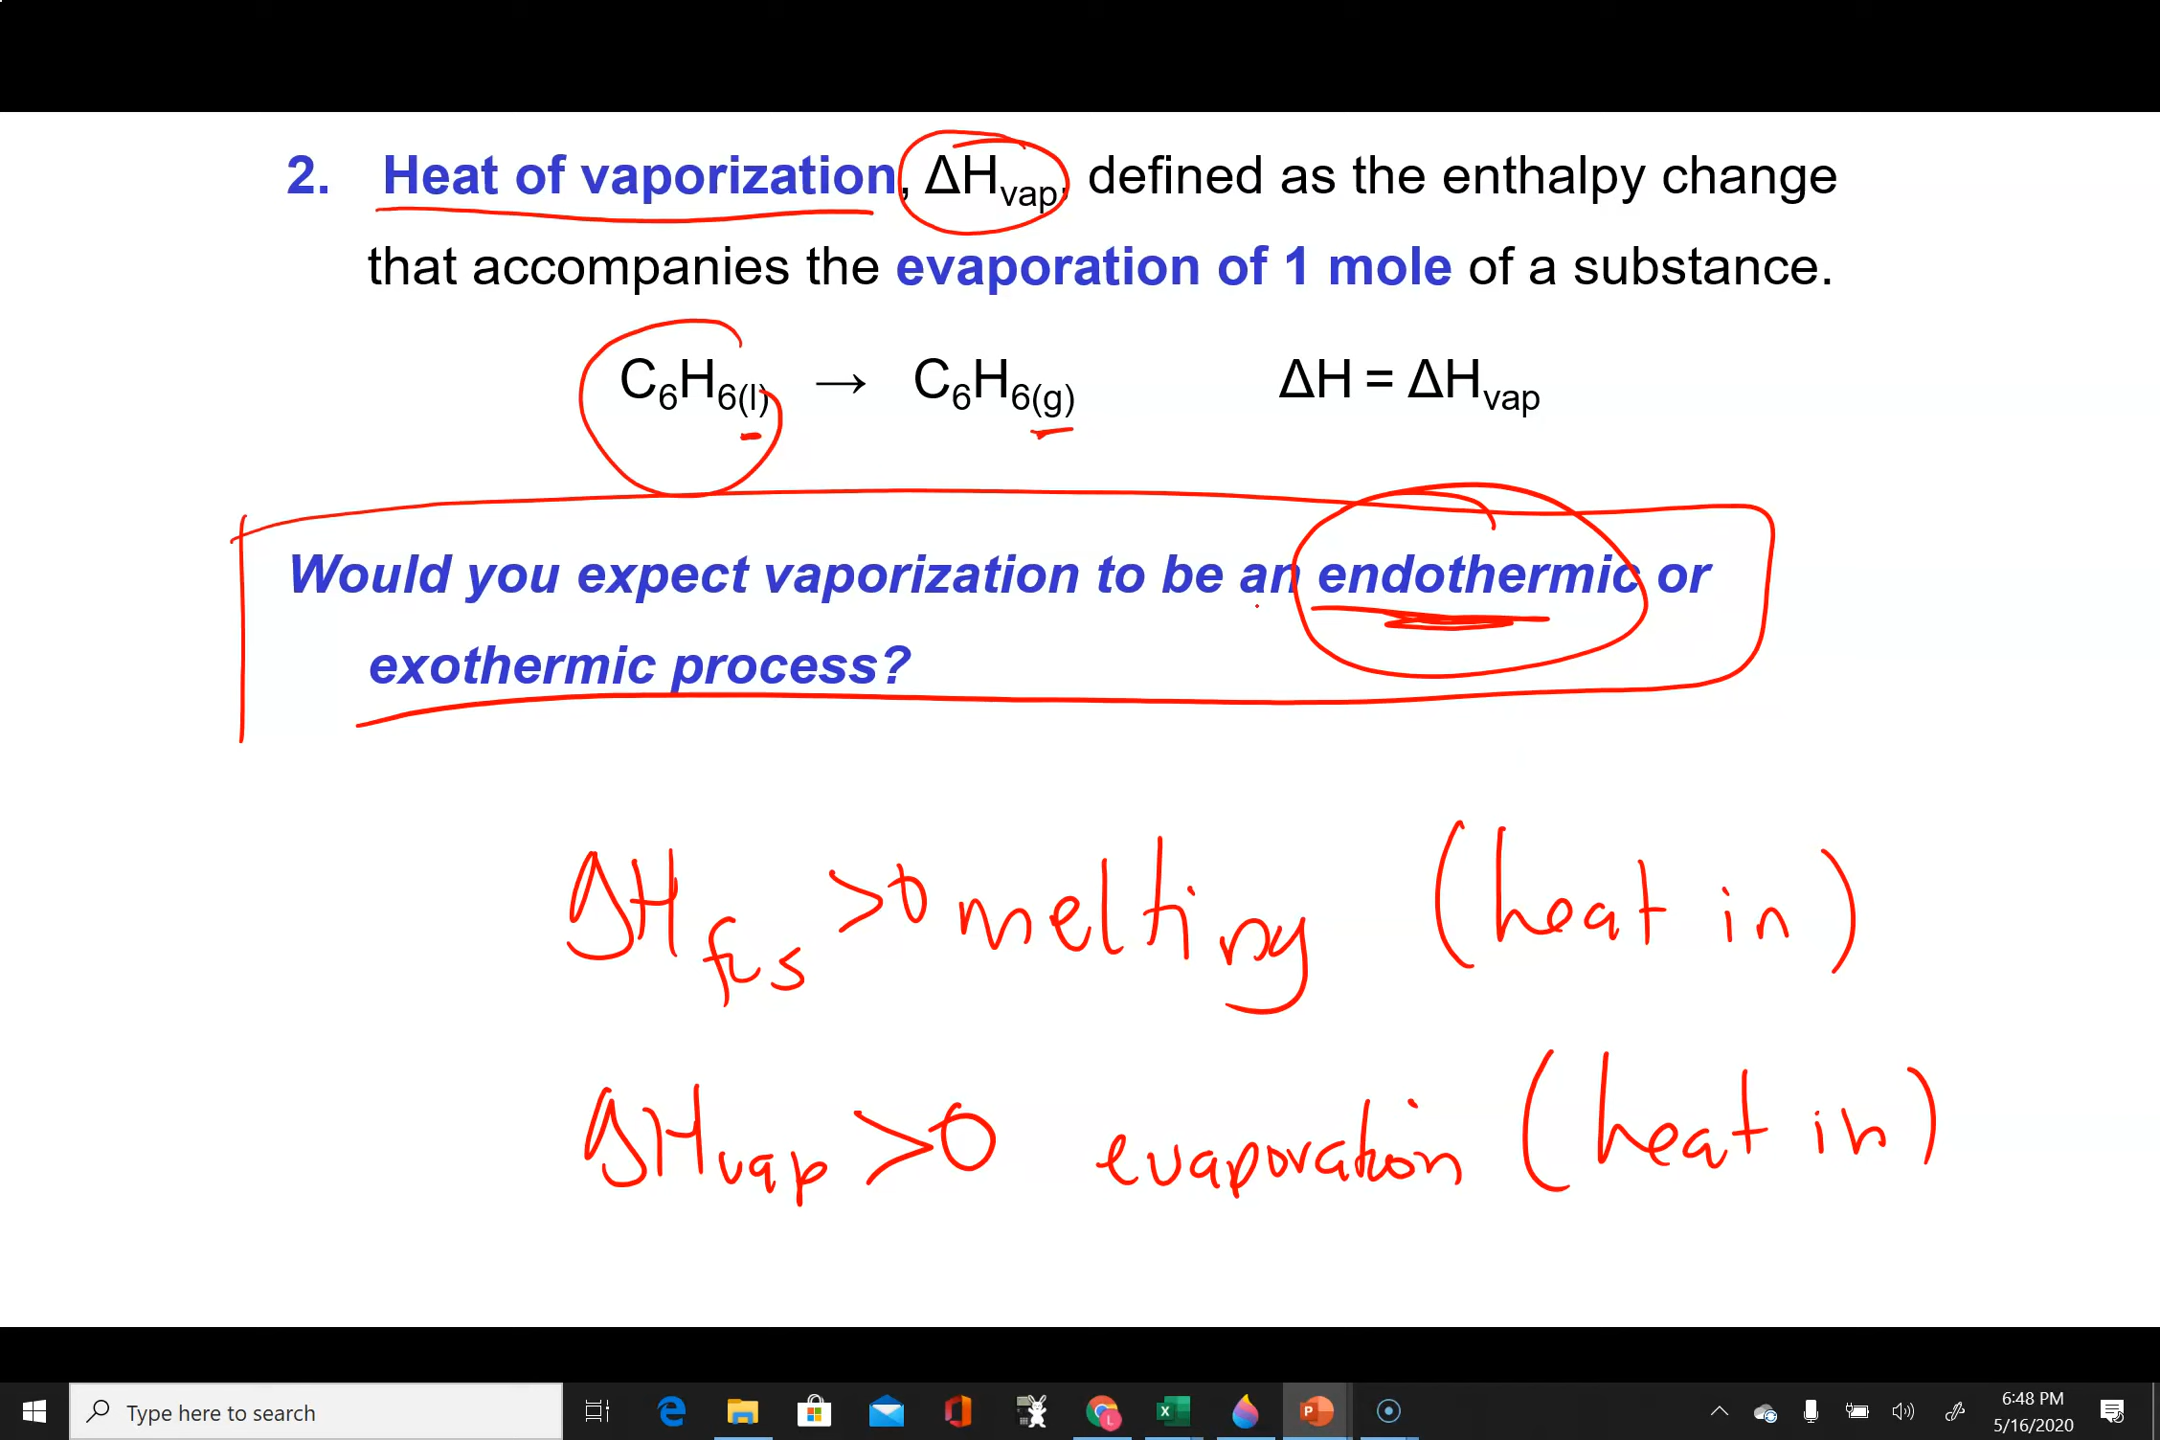 2. Heat of vaporization, ΔHvap, defined as the enthalpy change
that accompanies the evaporation of 1 mole of a substance.
C₆H₆(l) → C₆H₆(g) ΔH = ΔHvap
Would you expect vaporization to be an endothermic or
exothermic process?
ΔHfus >0 melting (heat in)
ΔHvap >0 evaporation (heat in)
Type here to search
6:48 PM
5/16/2020